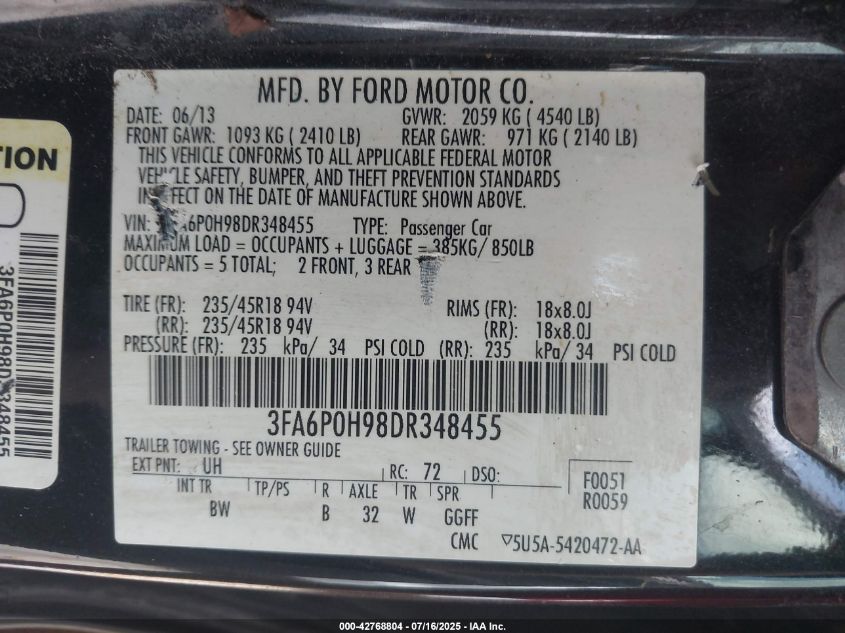 MFD. BY FORD MOTOR CO.
DATE: 06/13 GVWR: 2059 KG ( 4540 LB)
FRONT GAWR: 1093 KG ( 2410 LB) REAR GAWR: 971 KG ( 2140 LB)
THIS VEHICLE CONFORMS TO ALL APPLICABLE FEDERAL MOTOR
VEHICLE SAFETY, BUMPER, AND THEFT PREVENTION STANDARDS
IN EFFECT ON THE DATE OF MANUFACTURE SHOWN ABOVE.
VIN: 3FA6P0H98DR348455 TYPE: Passenger Car
MAXIMUM LOAD = OCCUPANTS + LUGGAGE = 385KG/ 850LB
OCCUPANTS = 5 TOTAL; 2 FRONT, 3 REAR
TIRE (FR): 235/45R18 94V RIMS (FR): 18x8.0J
(RR): 235/45R18 94V (RR): 18x8.0J
PRESSURE (FR): 235 kPa/ 34 PSI COLD (RR): 235 kPa/ 34 PSI COLD
3FA6P0H98DR348455
TRAILER TOWING - SEE OWNER GUIDE
EXT PNT: UH RC: 72 DSO: F0051
R0059
INT TR TP/PS R AXLE TR SPR
BW B 32 W GGFF
CMC ▽5U5A-5420472-AA
TION
3FA6P0H98DR348455
000-42768804 / 07/16/2025 - IAA Inc.